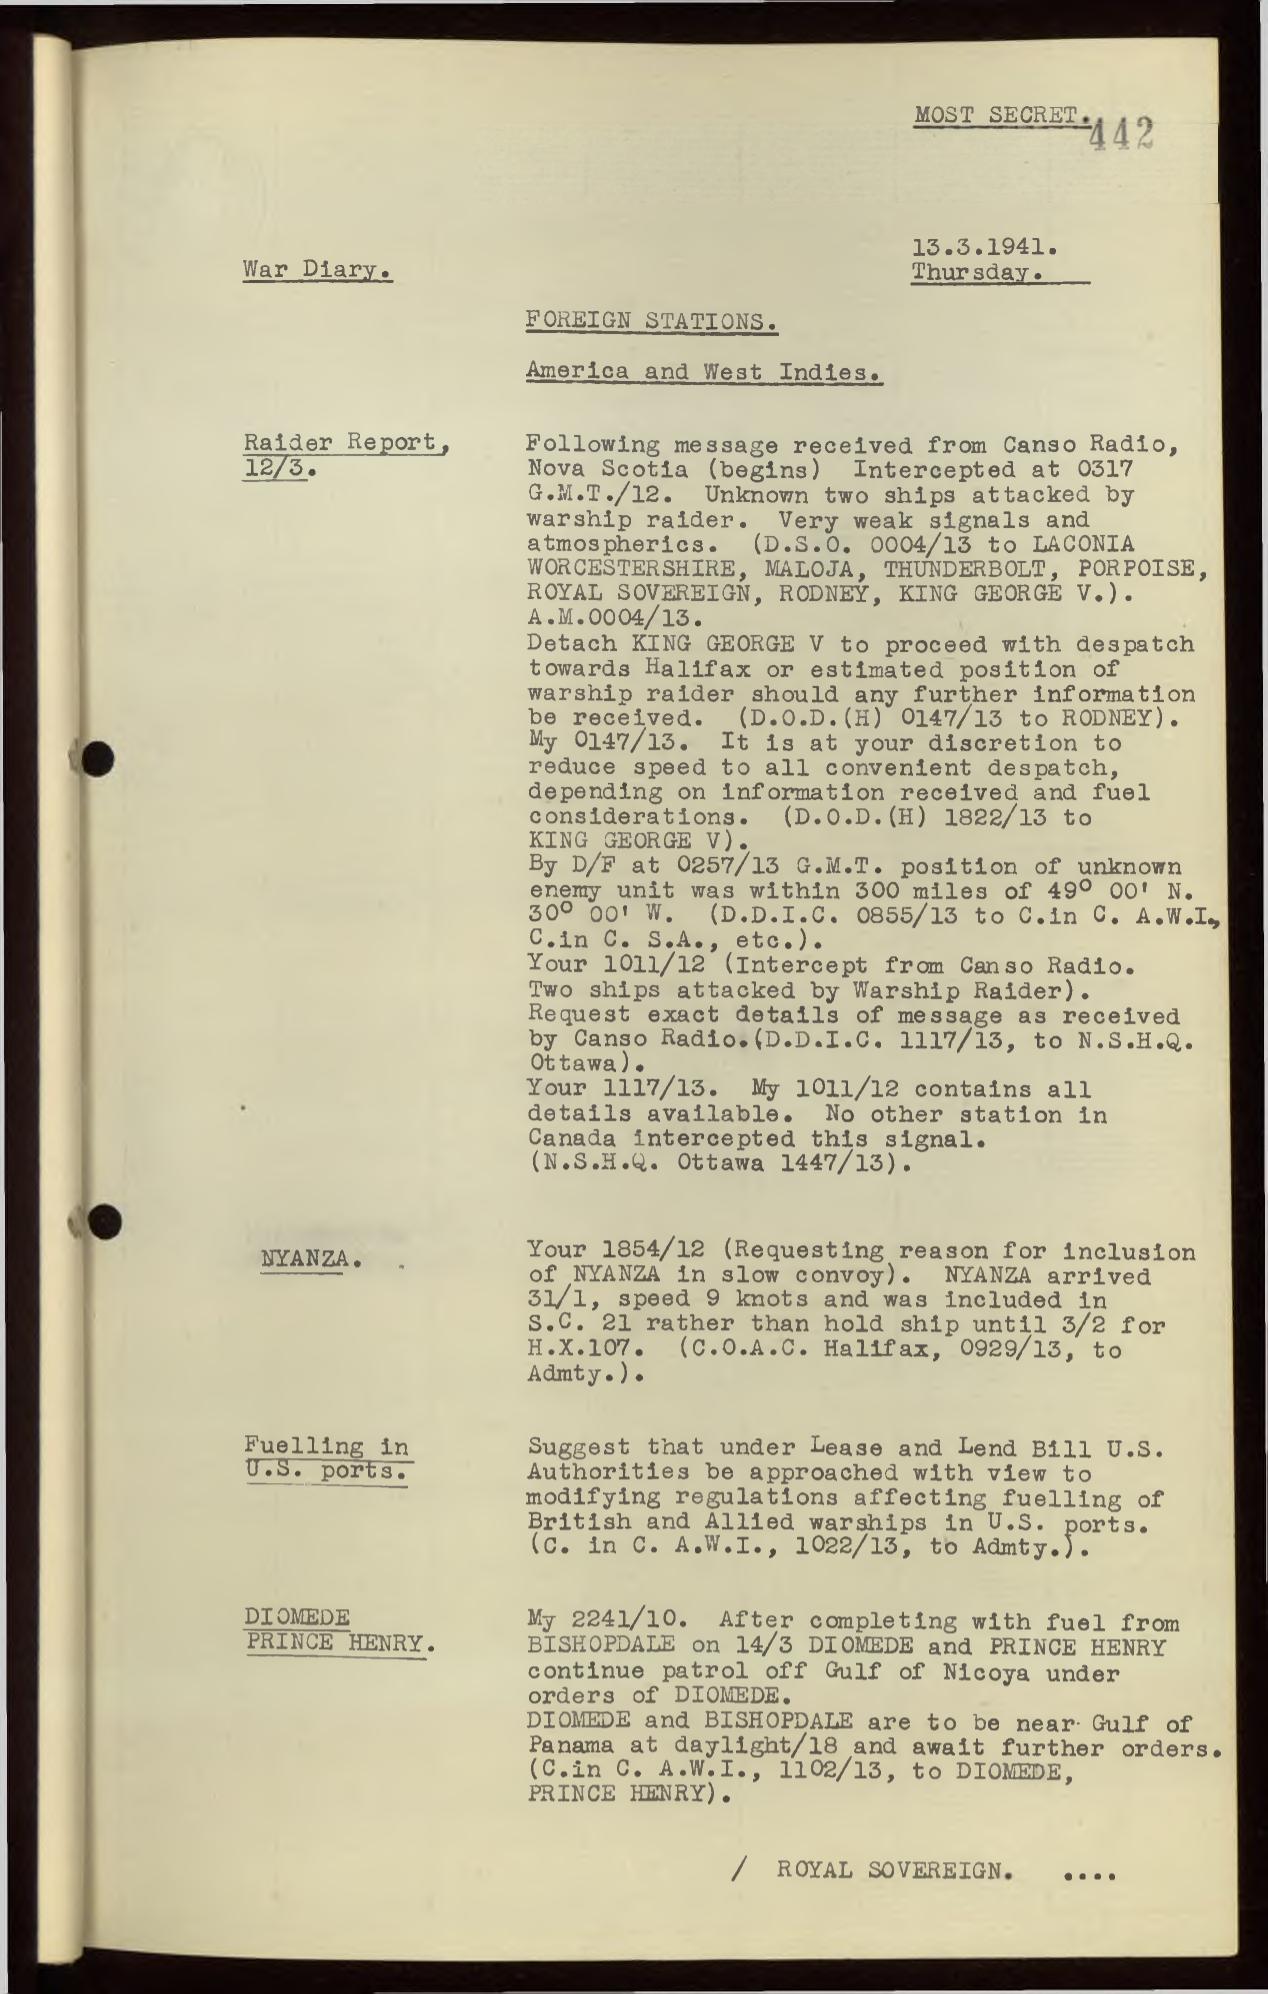 MOST SECRET.
442
13.3.1941.
War Diary.
Thursday.
FOREIGN STATIONS.
America and West Indies.
Raider Report,
12/3.
Following message received from Canso Radio,
Nova Scotia (begins) Intercepted at 0317
G.M.T./12. Unknown two ships attacked by
warship raider. Very weak signals and
atmospherics. (D.S.O. 0004/13 to LACONIA
WORCESTERSHIRE, MALOJA, THUNDERBOLT, PORPOISE,
ROYAL SOVEREIGN, RODNEY, KING GEORGE V.).
A.M.0004/13.
Detach KING GEORGE V to proceed with despatch
towards Halifax or estimated position of
warship raider should any further information
be received. (D.O.D.(H) 0147/13 to RODNEY).
My 0147/13. It is at your discretion to
reduce speed to all convenient despatch,
depending on information received and fuel
considerations. (D.O.D.(H) 1822/13 to
KING GEORGE V).
By D/F at 0257/13 G.M.T. position of unknown
enemy unit was within 300 miles of 49° 00' N.
30° 00' W. (D.D.I.C. 0855/13 to C.in C. A.W.I.,
C.in C. S.A., etc.).
Your 1011/12 (Intercept from Canso Radio.
Two ships attacked by Warship Raider).
Request exact details of message as received
by Canso Radio.(D.D.I.C. 1117/13, to N.S.H.Q.
Ottawa).
Your 1117/13. My 1011/12 contains all
details available. No other station in
Canada intercepted this signal.
(N.S.H.Q. Ottawa 1447/13).
NYANZA.
Your 1854/12 (Requesting reason for inclusion
of NYANZA in slow convoy). NYANZA arrived
31/1, speed 9 knots and was included in
S.C. 21 rather than hold ship until 3/2 for
H.X.107. (C.O.A.C. Halifax, 0929/13, to
Admty.).
Fuelling in
U.S. ports.
Suggest that under Lease and Lend Bill U.S.
Authorities be approached with view to
modifying regulations affecting fuelling of
British and Allied warships in U.S. ports.
(C. in C. A.W.I., 1022/13, to Admty.).
DIOMEDE
PRINCE HENRY.
My 2241/10. After completing with fuel from
BISHOPDALE on 14/3 DIOMEDE and PRINCE HENRY
continue patrol off Gulf of Nicoya under
orders of DIOMEDE.
DIOMEDE and BISHOPDALE are to be near Gulf of
Panama at daylight/18 and await further orders.
(C.in C. A.W.I., 1102/13, to DIOMEDE,
PRINCE HENRY).
/ ROYAL SOVEREIGN. ....